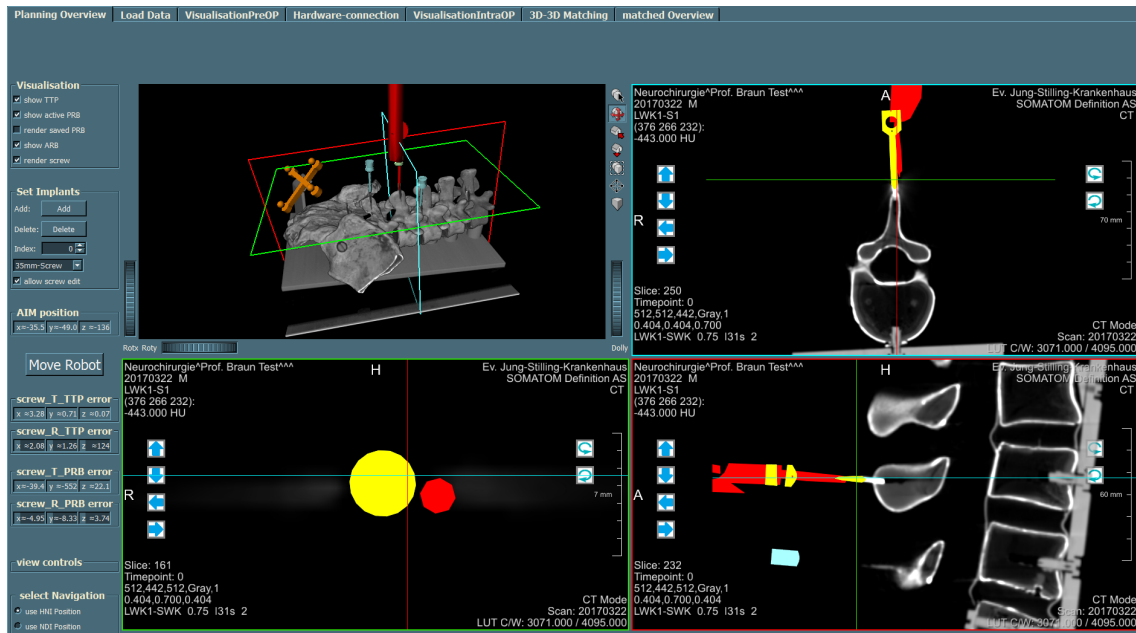 Planning Overview Load Data VisualisationPreOP Hardware-connection VisualisationIntraOP 3D-3D Matching matched Overview
Visualisation
show TTP
show active PRB
render saved PRB
show ARB
render screw
Set Implants
Add: Add
Delete: Delete
Index: 0
35mm-Screw
allow screw edit
AIM position
x≈-35.5 y≈-49.0 z ≈-136
Move Robot
screw_T_TTP error
x ≈3.28 y ≈0.71 z ≈0.07
screw_R_TTP error
x ≈2.08 y ≈1.26 z ≈124
screw_T_PRB error
x≈-39.4 y ≈-552 z ≈22.1
screw_R_PRB error
x≈-4.95 y≈-8.33 z ≈3.74
view controls
select Navigation
use HNI Position
use NDI Position
Rotx Roty Dolly
Neurochirurgie^Prof. Braun Test^^^
20170322 M
LWK1-S1
(376 266 232):
-443.000 HU
A
Ev. Jung-Stilling-Krankenhaus
SOMATOM Definition AS
CT
R
70 mm
Slice: 250
Timepoint: 0
512,512,442,Gray,1
0.404,0.404,0.700
LWK1-SWK 0.75 I31s 2
CT Mode
Scan: 20170322
LUT C/W: 3071.000 / 4095.000
Neurochirurgie^Prof. Braun Test^^^
20170322 M
LWK1-S1
(376 266 232):
-443.000 HU
H
Ev. Jung-Stilling-Krankenhaus
SOMATOM Definition AS
CT
R
7 mm
Slice: 161
Timepoint: 0
512,442,512,Gray,1
0.404,0.700,0.404
LWK1-SWK 0.75 I31s 2
CT Mode
Scan: 20170322
LUT C/W: 3071.000 / 4095.000
Neurochirurgie^Prof. Braun Test^^^
20170322 M
LWK1-S1
(376 266 232):
-443.000 HU
H
Ev. Jung-Stilling-Krankenhaus
SOMATOM Definition AS
CT
A
60 mm
Slice: 232
Timepoint: 0
512,442,512,Gray,1
0.404,0.700,0.404
LWK1-SWK 0.75 I31s 2
CT Mode
Scan: 20170322
LUT C/W: 3071.000 / 4095.000